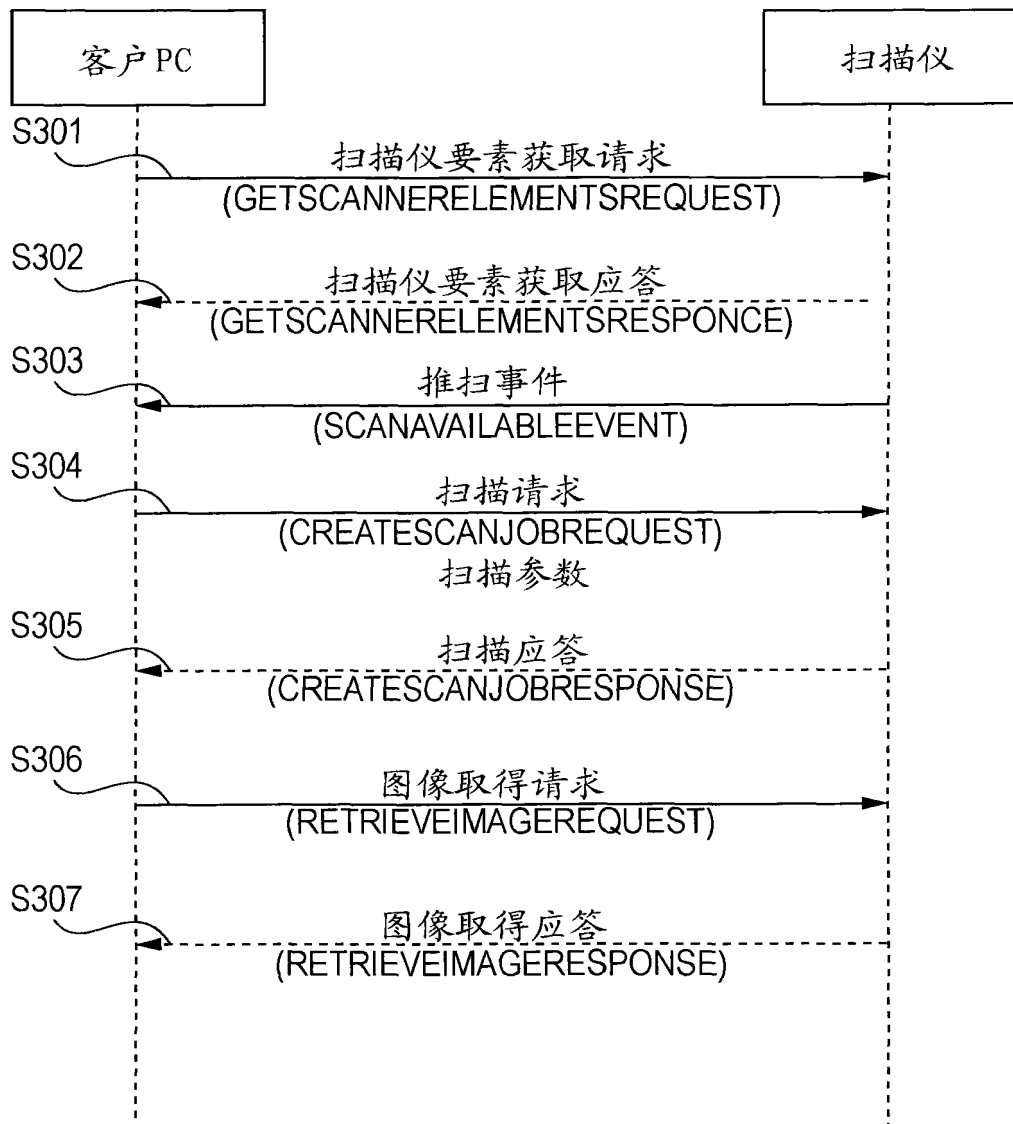 客户PC
扫描仪
S301
扫描仪要素获取请求
(GETSCANNERELEMENTSREQUEST)
S302
扫描仪要素获取应答
(GETSCANNERELEMENTSRESPONCE)
S303
推扫事件
(SCANAVAILABLEEVENT)
S304
扫描请求
(CREATESCANJOBREQUEST)
扫描参数
S305
扫描应答
(CREATESCANJOBRESPONSE)
S306
图像取得请求
(RETRIEVEIMAGEREQUEST)
S307
图像取得应答
(RETRIEVEIMAGERESPONSE)